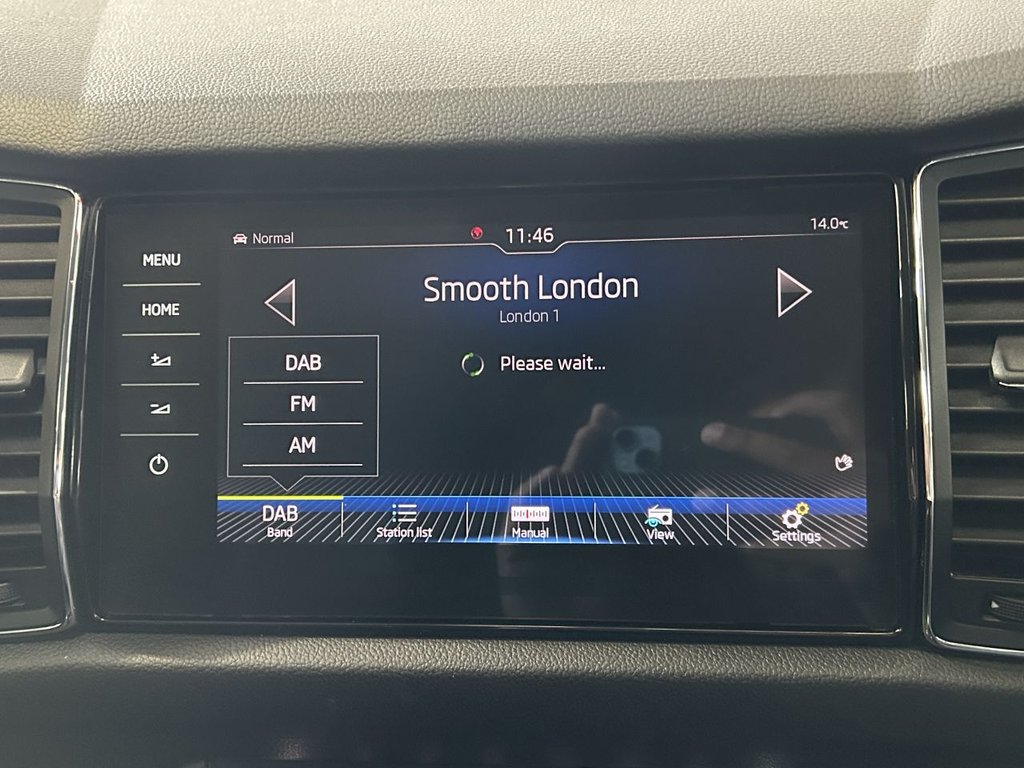 Normal
11:46
14.0°C
MENU
HOME
Smooth London
London 1
Please wait...
DAB
FM
AM
DAB
Band
Station list
Manual
View
Settings